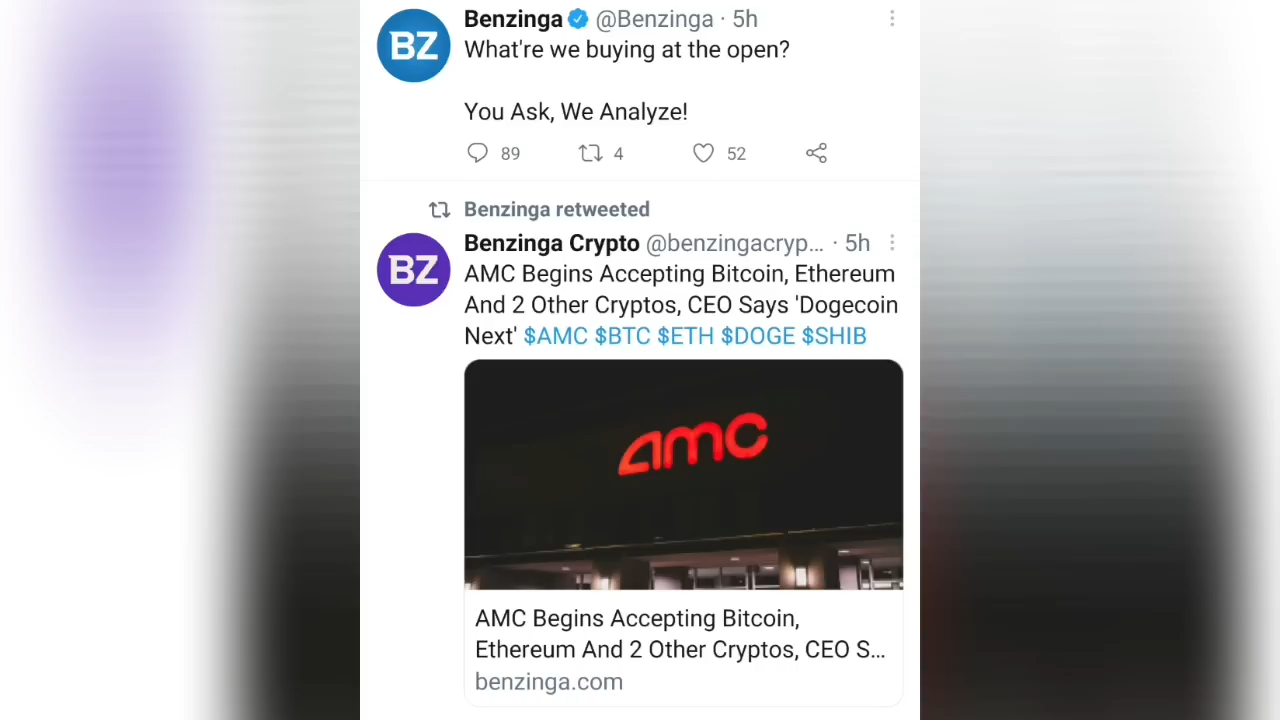 BZ
Benzinga @Benzinga · 5h
What're we buying at the open?
You Ask, We Analyze!
89 4 52
Benzinga retweeted
BZ
Benzinga Crypto @benzingacryp... · 5h
AMC Begins Accepting Bitcoin, Ethereum
And 2 Other Cryptos, CEO Says 'Dogecoin
Next' $AMC $BTC $ETH $DOGE $SHIB
amc
AMC Begins Accepting Bitcoin,
Ethereum And 2 Other Cryptos, CEO S...
benzinga.com